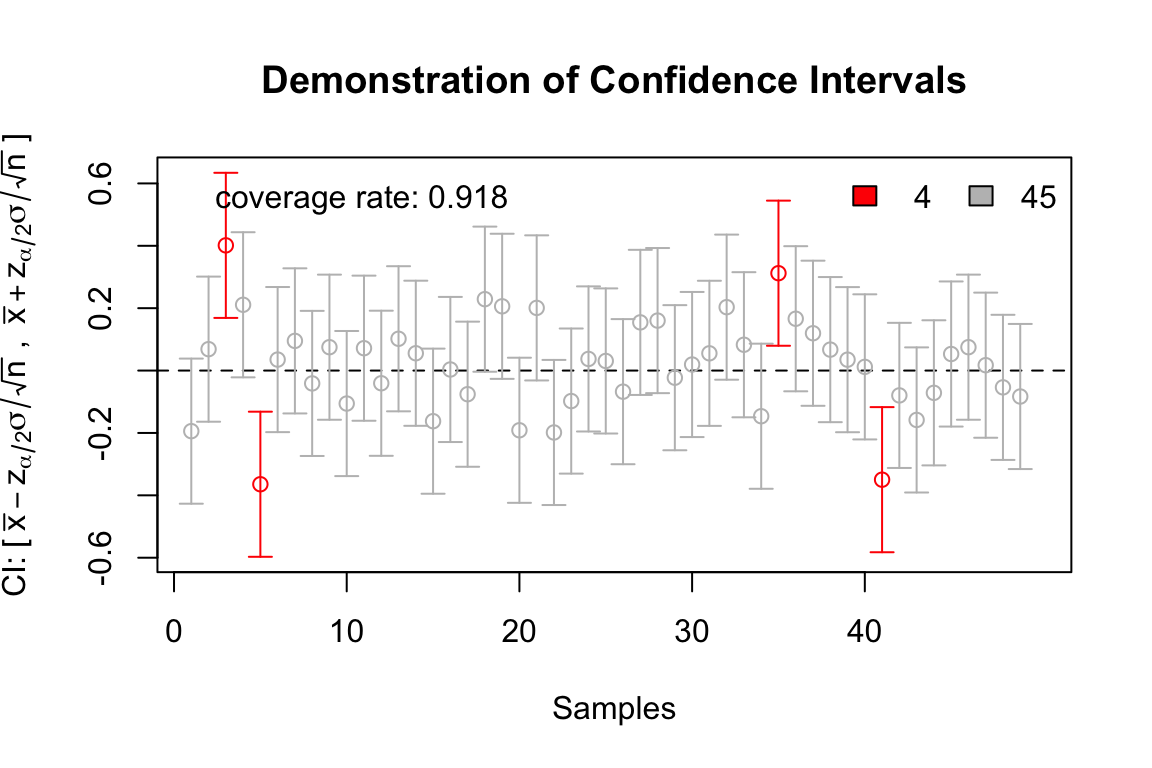 Demonstration of Confidence Intervals
CI: [ x̅ − zα/2σ/√n , x̅ + zα/2σ/√n ]
0.6
0.2
-0.2
-0.6
coverage rate: 0.918
4
45
0
10
20
30
40
Samples